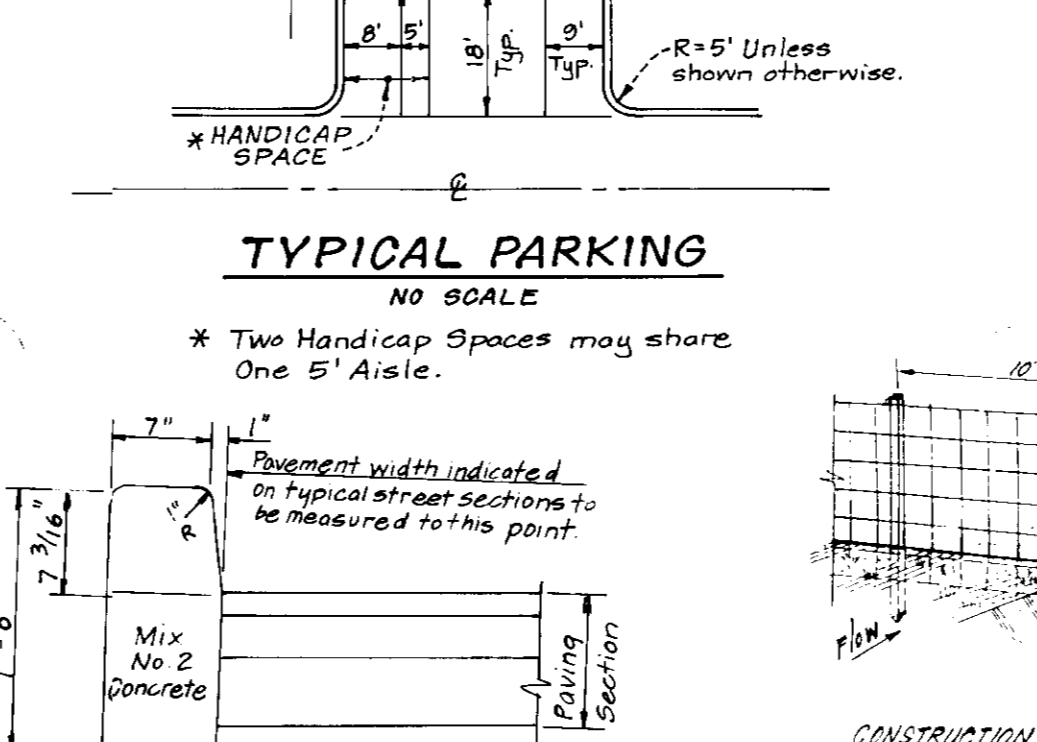 8' 5' 18' Typ. 9' Typ.
R=5' Unless
shown otherwise.
* HANDICAP
SPACE
℄
TYPICAL PARKING
NO SCALE
* Two Handicap Spaces may share
One 5' Aisle.
7" 1"
Pavement width indicated
on typical street sections to
be measured to this point.
1" R
7 3/16"
Mix
No. 2
Concrete
Paving
Section
10'
Flow
CONSTRUCTION